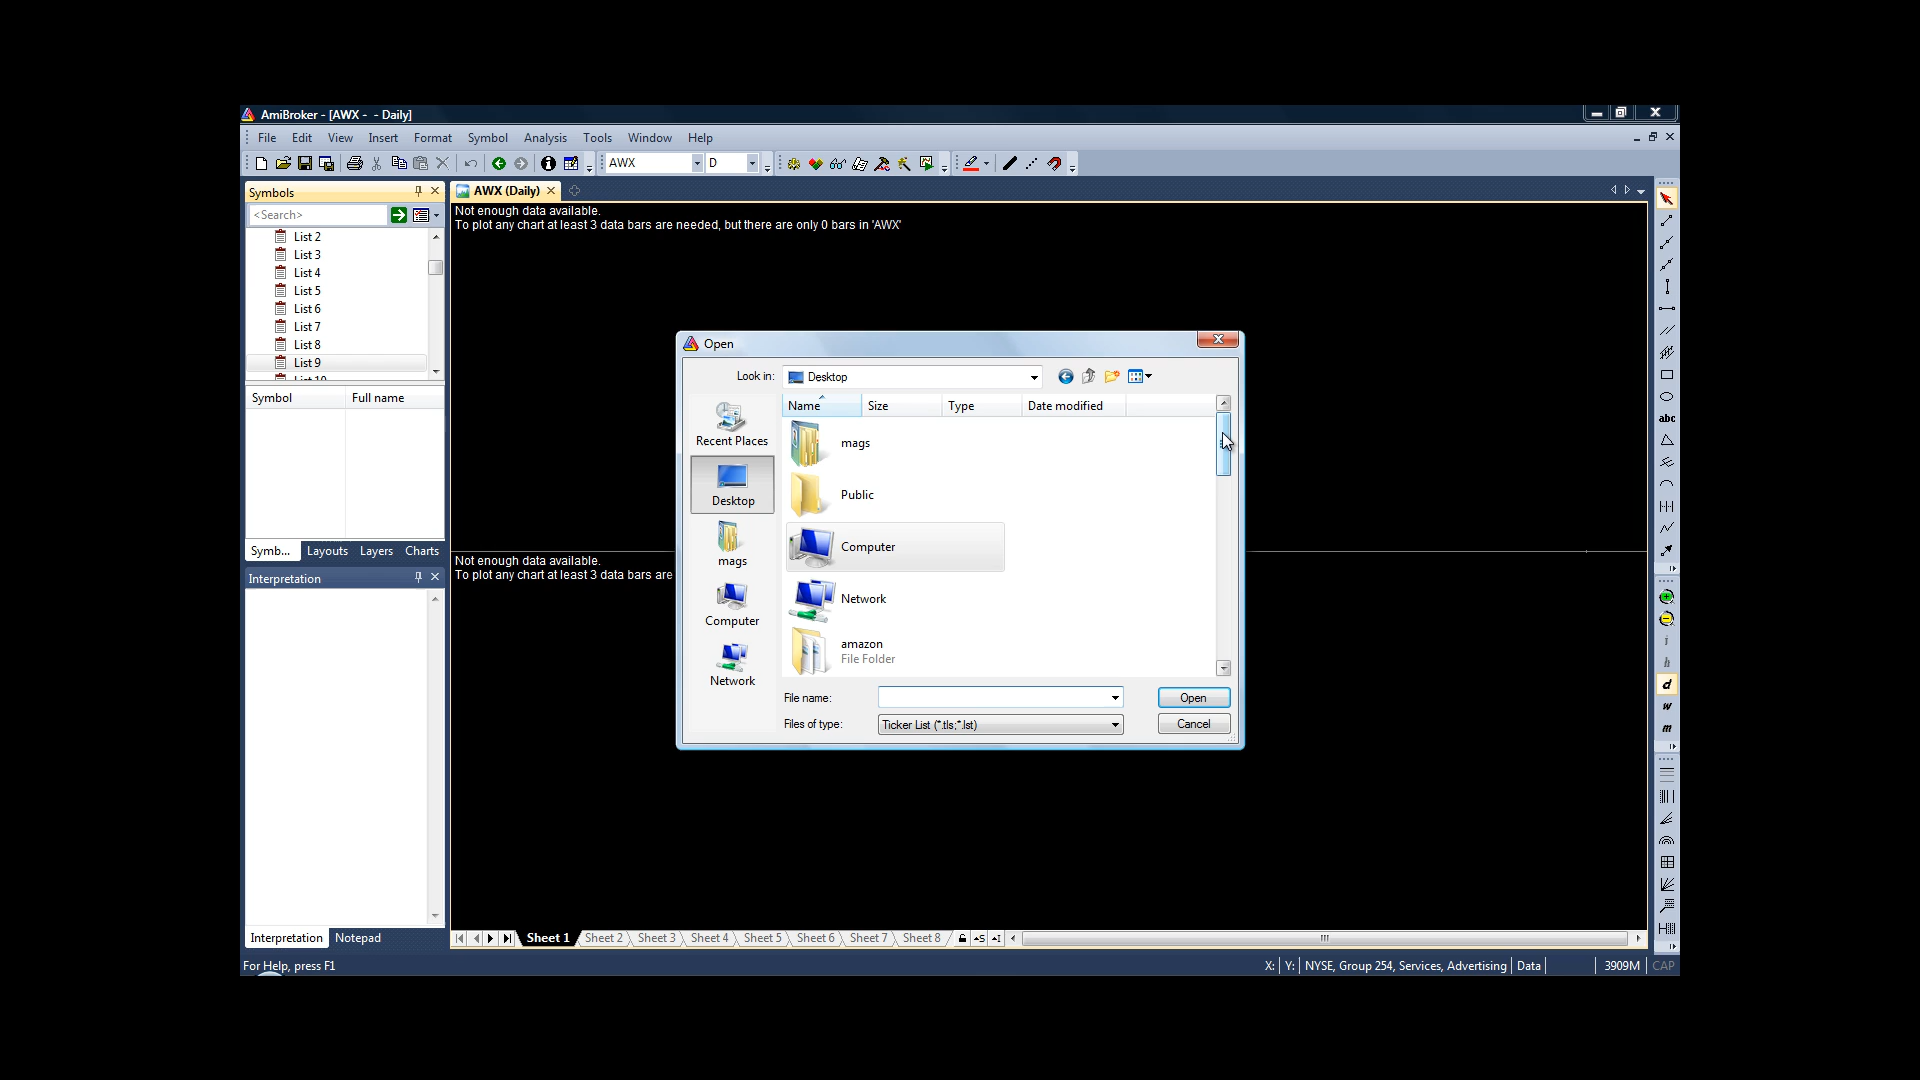 AmiBroker - [AWX - - Daily]
File Edit View Insert Format Symbol Analysis Tools Window Help
AWX D
Symbols
AWX (Daily)
<Search>
Not enough data available.
To plot any chart at least 3 data bars are needed, but there are only 0 bars in 'AWX'
List 2
List 3
List 4
List 5
List 6
List 7
List 8
List 9
List 10
Symbol Full name
Symb... Layouts Layers Charts
Not enough data available.
To plot any chart at least 3 data bars are
Interpretation
Interpretation Notepad
Open
Look in: Desktop
Name Size Type Date modified
Recent Places
Desktop
mags
Computer
Network
mags
Public
Computer
Network
amazon
File Folder
File name:
Open
Files of type: Ticker List (*.tls;*.lst)
Cancel
abc
i
h
d
w
m
Sheet 1 Sheet 2 Sheet 3 Sheet 4 Sheet 5 Sheet 6 Sheet 7 Sheet 8
For Help, press F1
X: Y: NYSE, Group 254, Services, Advertising Data 3909M CAP